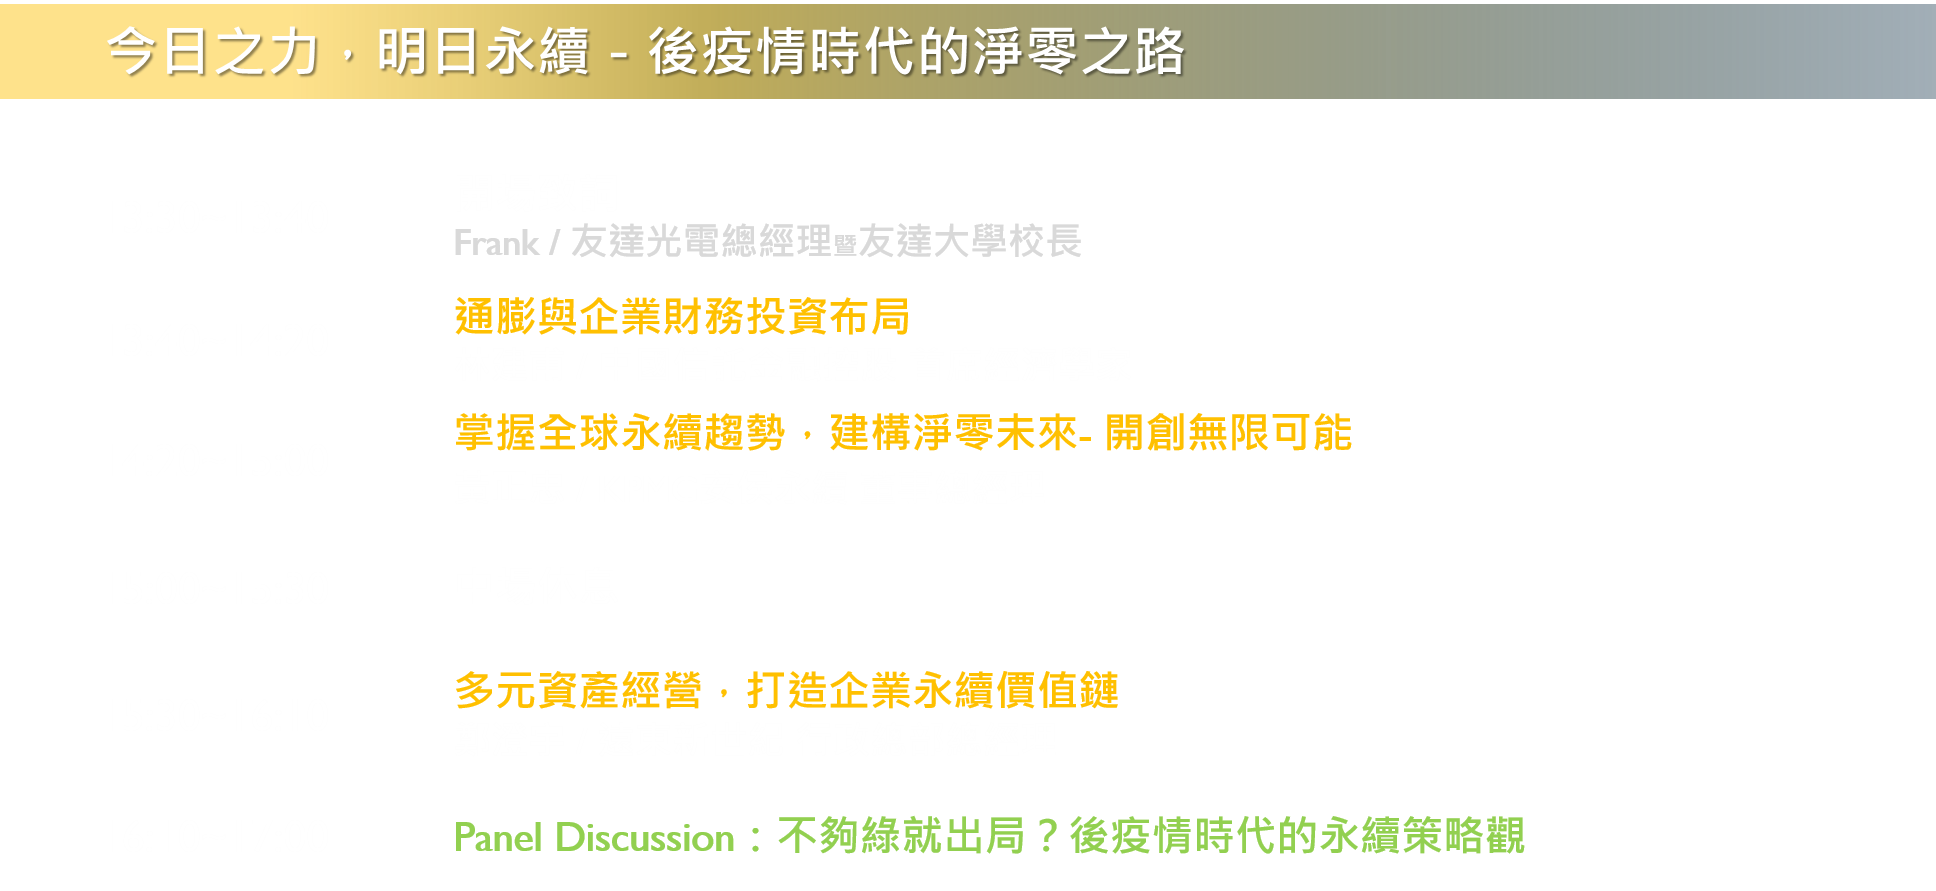 今日之力，明日永續 - 後疫情時代的淨零之路
Frank / 友達光電總經理暨友達大學校長
通膨與企業財務投資布局
掌握全球永續趨勢，建構淨零未來- 開創無限可能
多元資產經營，打造企業永續價值鏈
Panel Discussion：不夠綠就出局？後疫情時代的永續策略觀